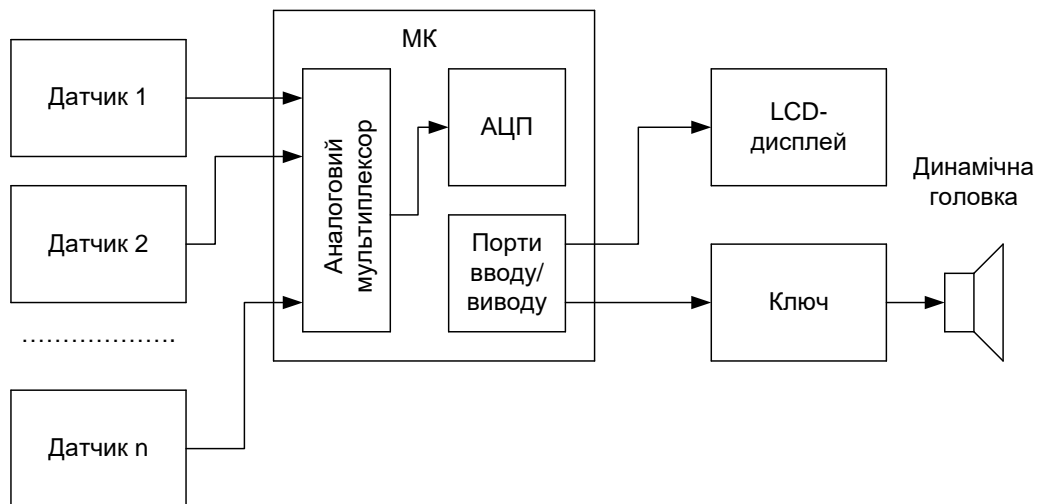 МК
Датчик 1
Датчик 2
....................
Датчик n
Аналоговий
мультиплексор
АЦП
Порти
вводу/
виводу
LCD-
дисплей
Ключ
Динамічна
головка